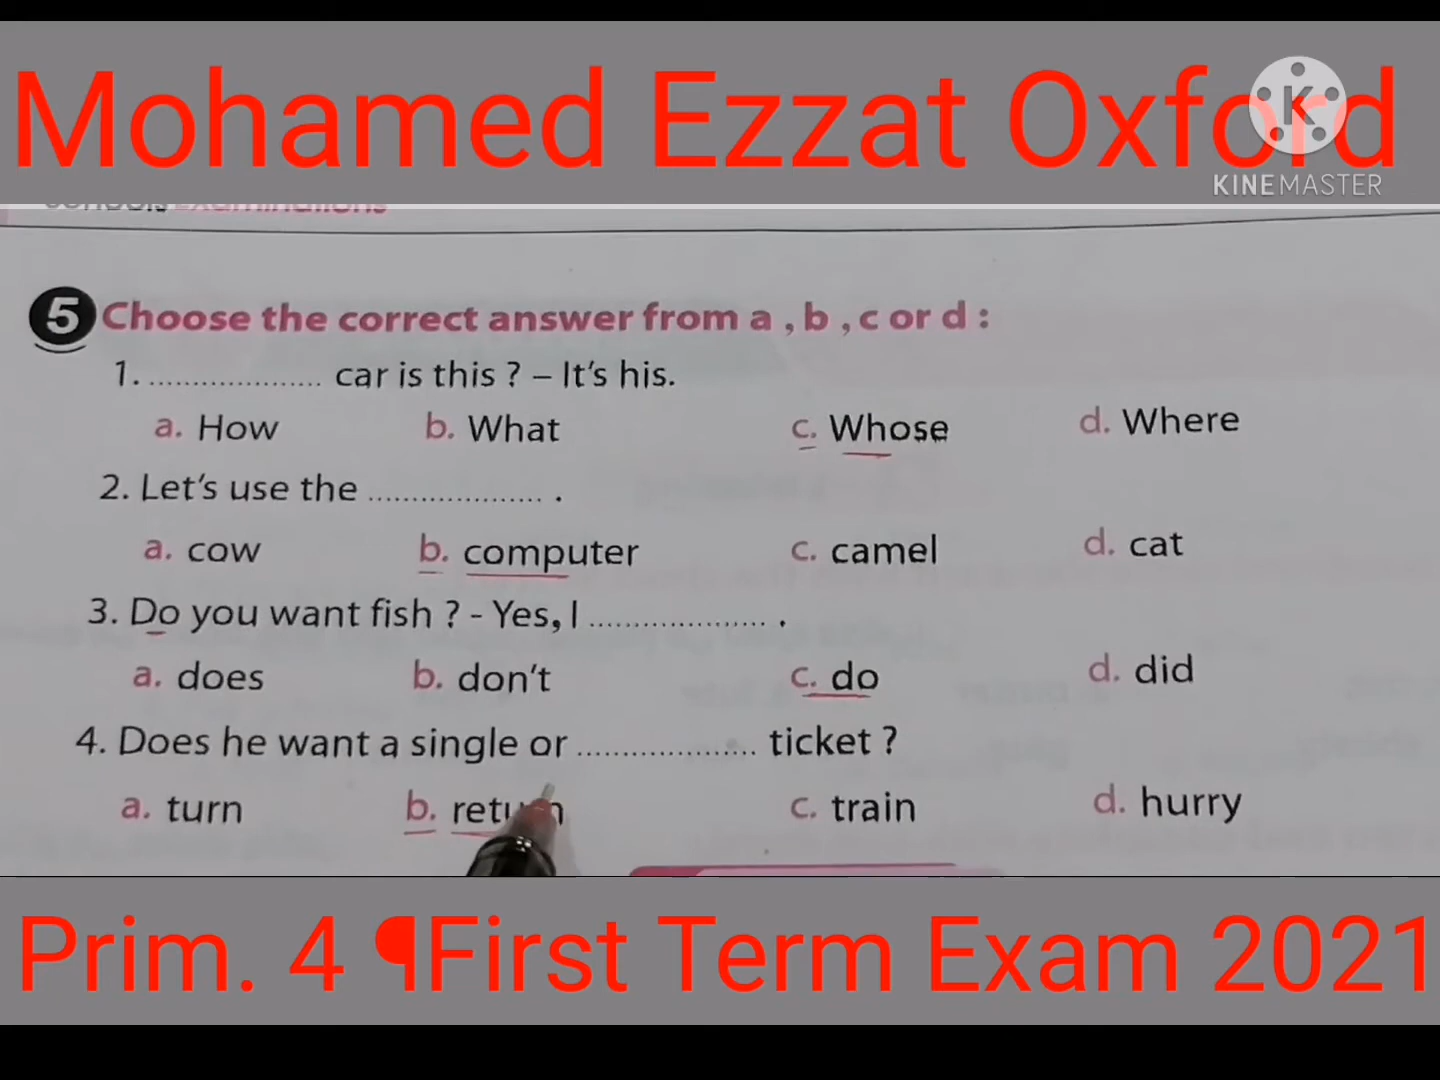 Mohamed Ezzat Oxford
KINEMASTER
5 Choose the correct answer from a , b , c or d :
1. .................... car is this ? – It's his.
a. How b. What c. Whose d. Where
2. Let's use the .................... .
a. cow b. computer c. camel d. cat
3. Do you want fish ? - Yes, I .................... .
a. does b. don't c. do d. did
4. Does he want a single or .................... ticket ?
a. turn b. return c. train d. hurry
Prim. 4 ¶First Term Exam 2021